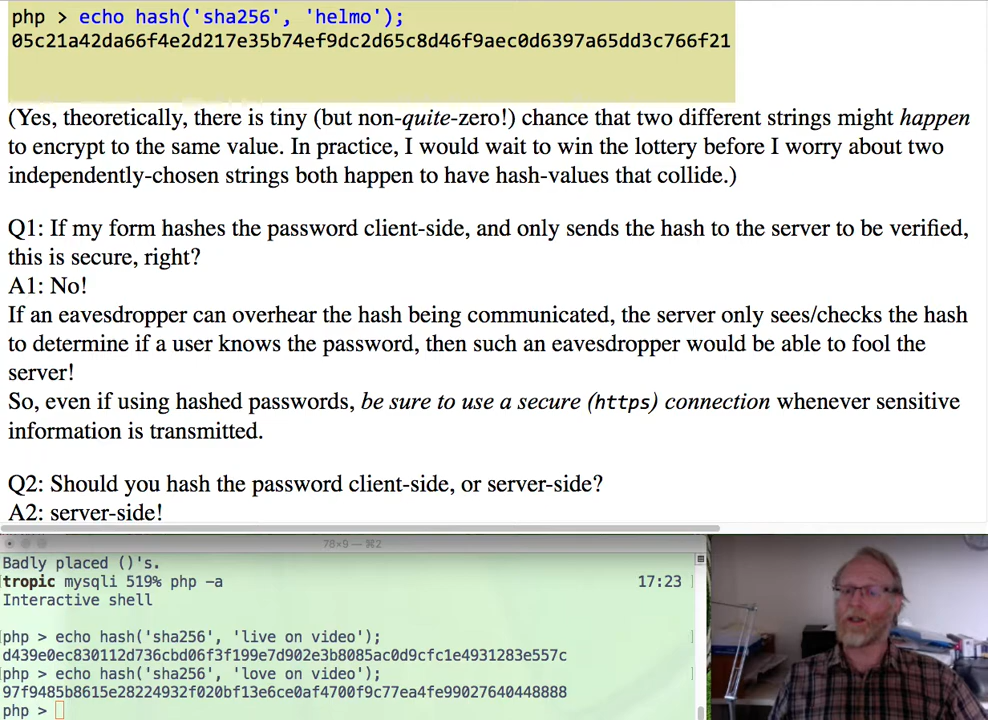 php > echo hash('sha256', 'helmo');
05c21a42da66f4e2d217e35b74ef9dc2d65c8d46f9aec0d6397a65dd3c766f21
(Yes, theoretically, there is tiny (but non-quite-zero!) chance that two different strings might happen
to encrypt to the same value. In practice, I would wait to win the lottery before I worry about two
independently-chosen strings both happen to have hash-values that collide.)
Q1: If my form hashes the password client-side, and only sends the hash to the server to be verified,
this is secure, right?
A1: No!
If an eavesdropper can overhear the hash being communicated, the server only sees/checks the hash
to determine if a user knows the password, then such an eavesdropper would be able to fool the
server!
So, even if using hashed passwords, be sure to use a secure (https) connection whenever sensitive
information is transmitted.
Q2: Should you hash the password client-side, or server-side?
A2: server-side!
78×9 — ⌘2
Badly placed ()'s.
[tropic mysqli 519% php -a 17:23 ]
Interactive shell
[php > echo hash('sha256', 'live on video'); ]
d439e0ec830112d736cbd06f3f199e7d902e3b8085ac0d9cfc1e4931283e557c
[php > echo hash('sha256', 'love on video'); ]
97f9485b8615e28224932f020bf13e6ce0af4700f9c77ea4fe99027640448888
php >